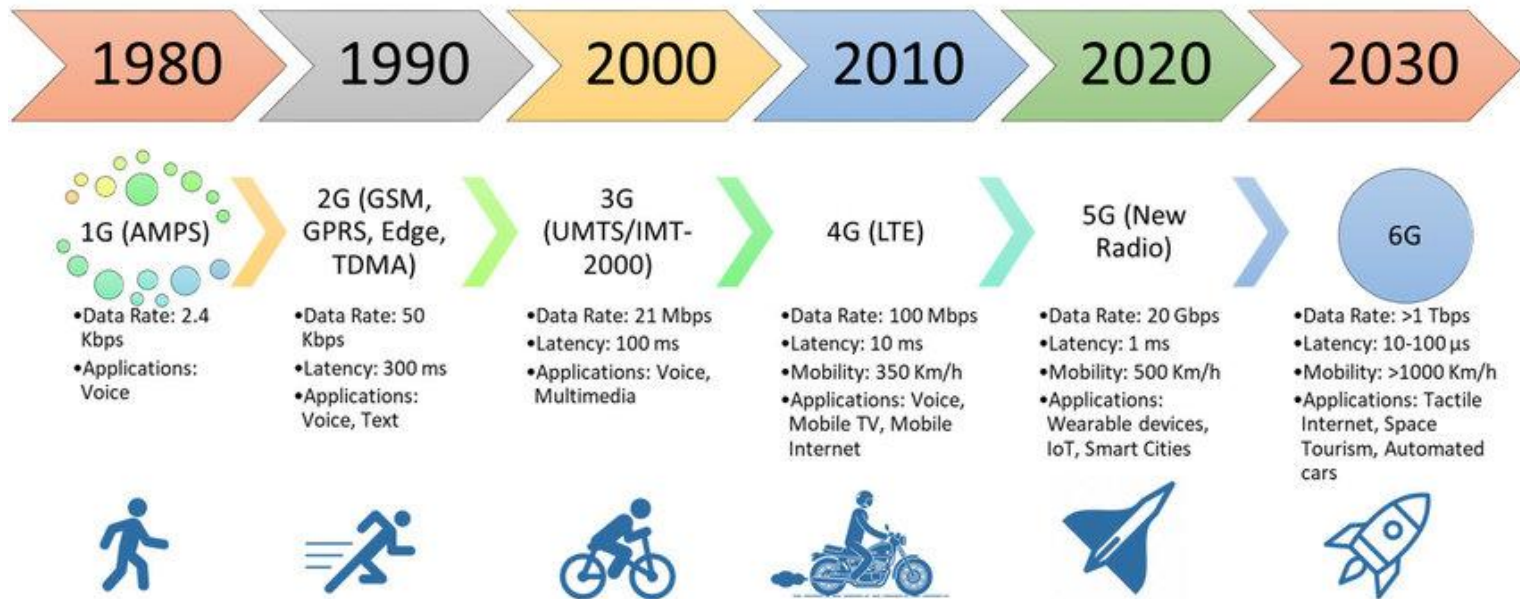 1980
1990
2000
2010
2020
2030
1G (AMPS)
•Data Rate: 2.4
Kbps
•Applications:
Voice
2G (GSM,
GPRS, Edge,
TDMA)
•Data Rate: 50
Kbps
•Latency: 300 ms
•Applications:
Voice, Text
3G
(UMTS/IMT-
2000)
•Data Rate: 21 Mbps
•Latency: 100 ms
•Applications: Voice,
Multimedia
4G (LTE)
•Data Rate: 100 Mbps
•Latency: 10 ms
•Mobility: 350 Km/h
•Applications: Voice,
Mobile TV, Mobile
Internet
5G (New
Radio)
•Data Rate: 20 Gbps
•Latency: 1 ms
•Mobility: 500 Km/h
•Applications:
Wearable devices,
IoT, Smart Cities
6G
•Data Rate: >1 Tbps
•Latency: 10-100 µs
•Mobility: >1000 Km/h
•Applications: Tactile
Internet, Space
Tourism, Automated
cars